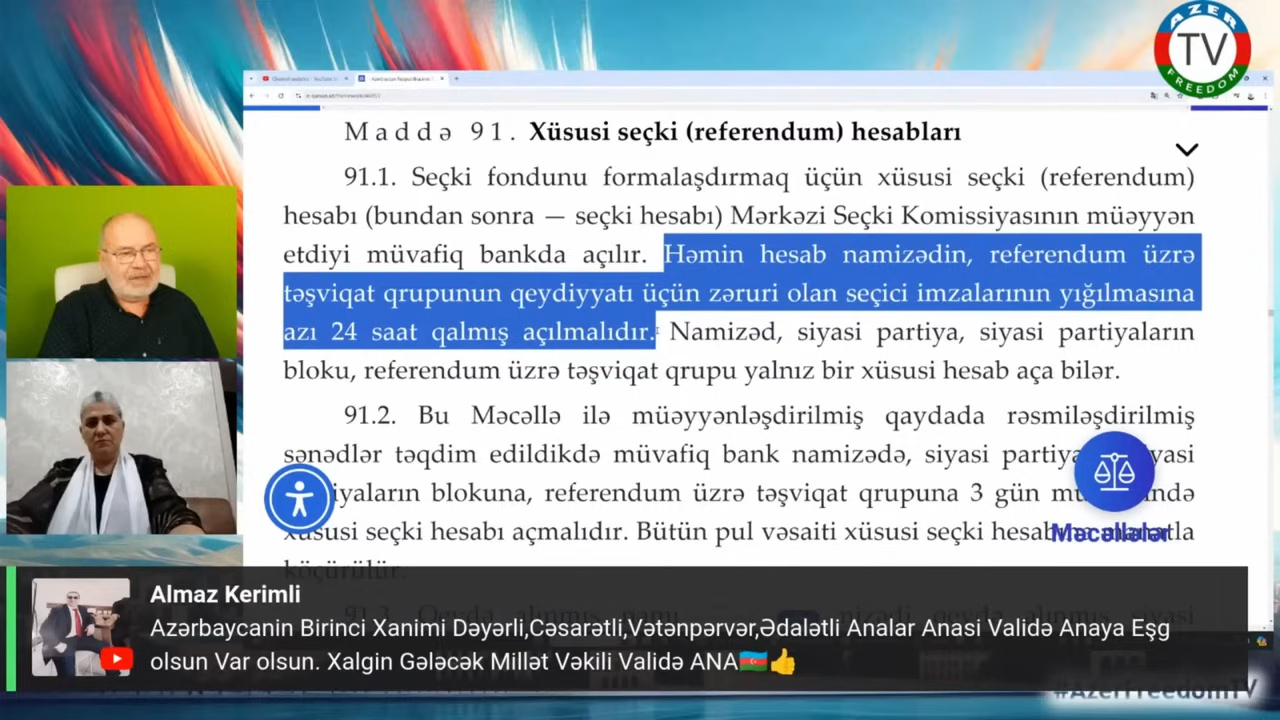 AZER
TV
FREEDOM
Maddə 91. Xüsusi seçki (referendum) hesabları
91.1. Seçki fondunu formalaşdırmaq üçün xüsusi seçki (referendum)
hesabı (bundan sonra — seçki hesabı) Mərkəzi Seçki Komissiyasının müəyyən
etdiyi müvafiq bankda açılır. Həmin hesab namizədin, referendum üzrə
təşviqat qrupunun qeydiyyatı üçün zəruri olan seçici imzalarının yığılmasına
azı 24 saat qalmış açılmalıdır. Namizəd, siyasi partiya, siyasi partiyaların
bloku, referendum üzrə təşviqat qrupu yalnız bir xüsusi hesab aça bilər.
91.2. Bu Məcəllə ilə müəyyənləşdirilmiş qaydada rəsmiləşdirilmiş
sənədlər təqdim edildikdə müvafiq bank namizədə, siyasi
blokuna, referendum üzrə təşviqat qrupuna 3 gün
xüsusi seçki hesabı açmalıdır. Bütün pul vəsaiti xüsusi seçki
Məcəllələr
köçürülür.
91.3.
Almaz Kerimli
Azərbaycanin Birinci Xanimi Dəyərli,Cəsarətli,Vətənpərvər,Ədalətli Analar Anasi Validə Anaya Eşg
olsun Var olsun. Xalgin Gələcək Millət Vəkili Validə ANA🇦🇿👍
#AzerFreedomTV